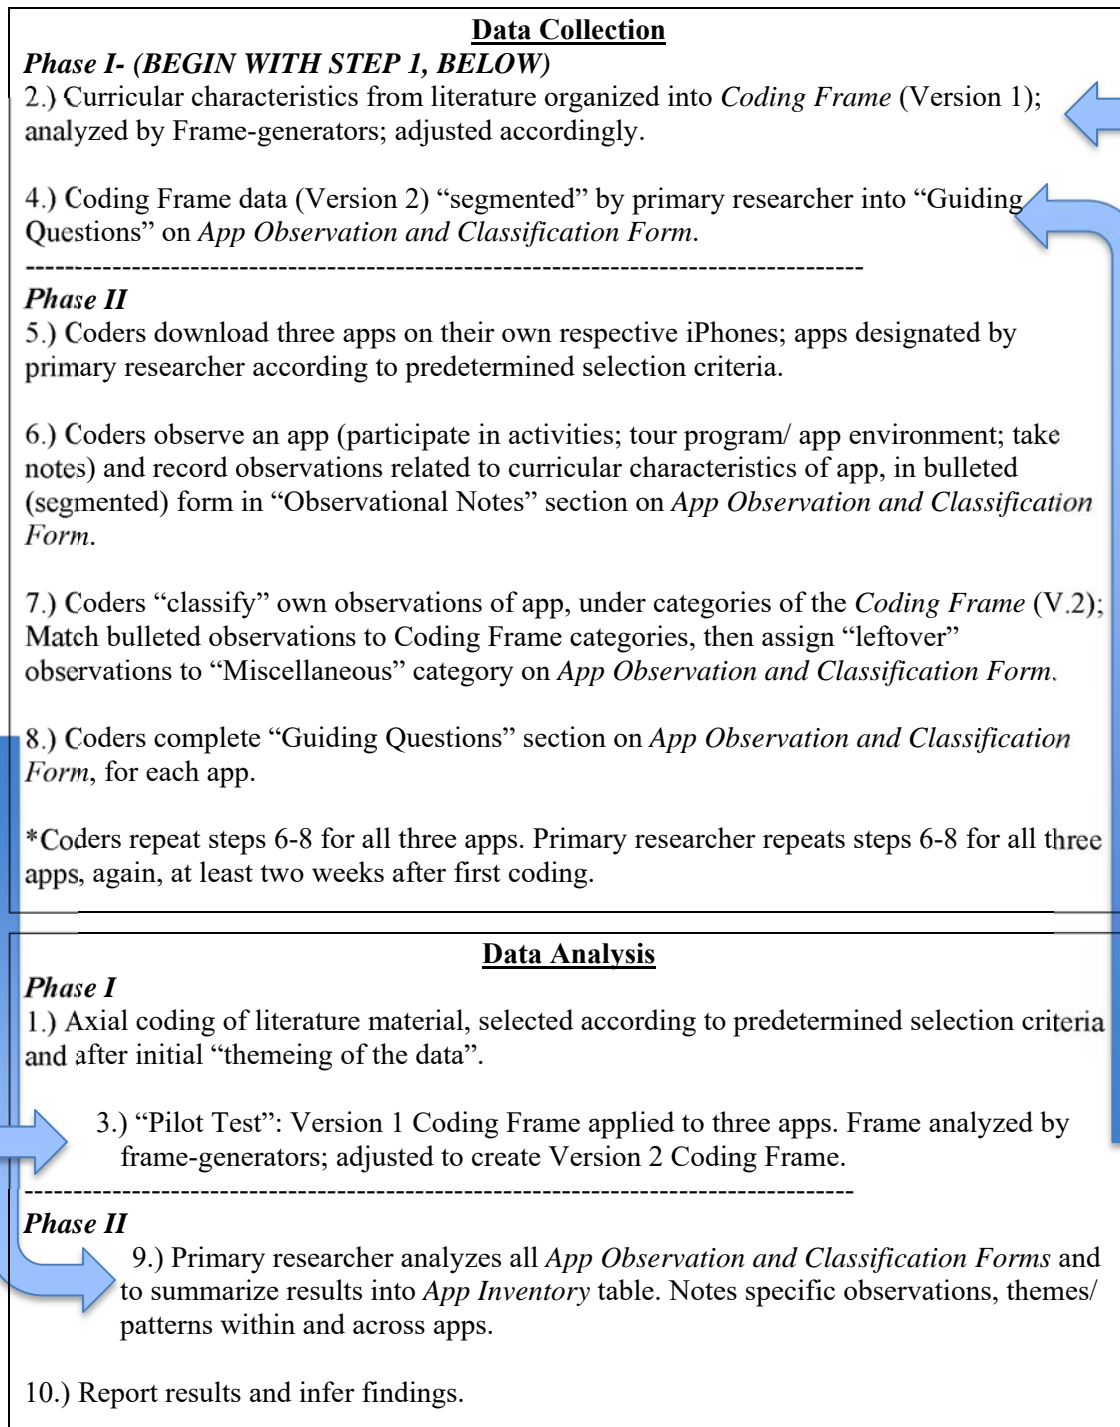 Data Collection
Phase I- (BEGIN WITH STEP 1, BELOW)
2.) Curricular characteristics from literature organized into Coding Frame (Version 1);
analyzed by Frame-generators; adjusted accordingly.
4.) Coding Frame data (Version 2) “segmented” by primary researcher into “Guiding
Questions” on App Observation and Classification Form.
--------------------------------------------------------------------------------------
Phase II
5.) Coders download three apps on their own respective iPhones; apps designated by
primary researcher according to predetermined selection criteria.
6.) Coders observe an app (participate in activities; tour program/ app environment; take
notes) and record observations related to curricular characteristics of app, in bulleted
(segmented) form in “Observational Notes” section on App Observation and Classification
Form.
7.) Coders “classify” own observations of app, under categories of the Coding Frame (V.2);
Match bulleted observations to Coding Frame categories, then assign “leftover”
observations to “Miscellaneous” category on App Observation and Classification Form.
8.) Coders complete “Guiding Questions” section on App Observation and Classification
Form, for each app.
*Coders repeat steps 6-8 for all three apps. Primary researcher repeats steps 6-8 for all three
apps, again, at least two weeks after first coding.
Data Analysis
Phase I
1.) Axial coding of literature material, selected according to predetermined selection criteria
and after initial “themeing of the data”.
3.) “Pilot Test”: Version 1 Coding Frame applied to three apps. Frame analyzed by
frame-generators; adjusted to create Version 2 Coding Frame.
-------------------------------------------------------------------------------------
Phase II
9.) Primary researcher analyzes all App Observation and Classification Forms and
to summarize results into App Inventory table. Notes specific observations, themes/
patterns within and across apps.
10.) Report results and infer findings.